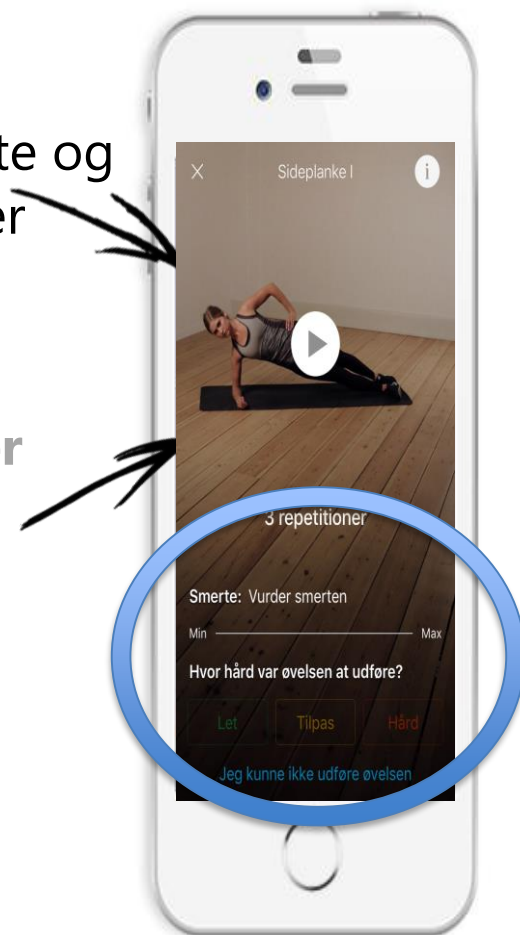 te og
er
r
X Sideplanke I i
3 repetitioner
Smerte: Vurder smerten
Min Max
Hvor hård var øvelsen at udføre?
Let Tilpas Hård
Jeg kunne ikke udføre øvelsen